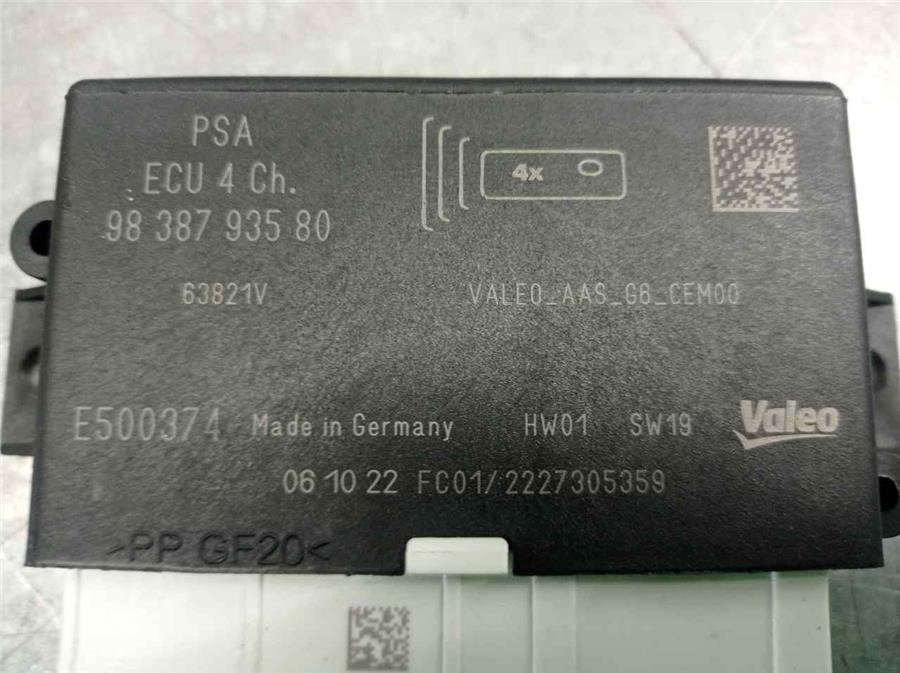 PSA
ECU 4 Ch.
98 387 935 80
4x
63821V
VALEO_AAS_G6_CEM00
E500374 Made in Germany HW01 SW19 Valeo
06 10 22 FC01/2227305359
>PP GF20<